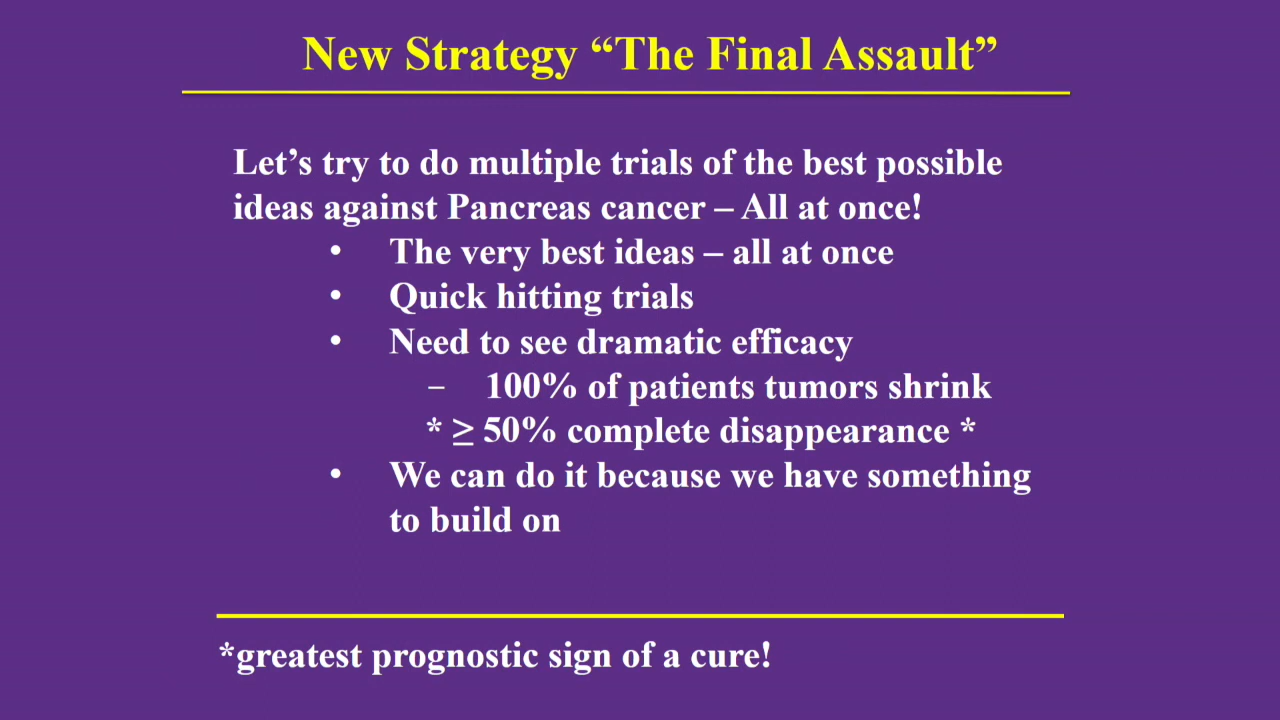 New Strategy “The Final Assault”
Let’s try to do multiple trials of the best possible
ideas against Pancreas cancer – All at once!
• The very best ideas – all at once
• Quick hitting trials
• Need to see dramatic efficacy
– 100% of patients tumors shrink
* ≥ 50% complete disappearance *
• We can do it because we have something
to build on
*greatest prognostic sign of a cure!